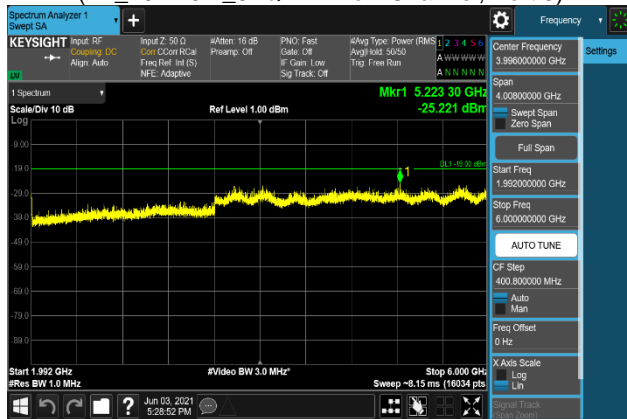 Spectrum Analyzer 1
Swept SA
Frequency
KEYSIGHT
Input: RF
Coupling: DC
Align: Auto
Input Z: 50 Ω
Corr CCorr RCal
Freq Ref: Int (S)
NFE: Adaptive
#Atten: 16 dB
Preamp: Off
PNO: Fast
Gate: Off
IF Gain: Low
Sig Track: Off
#Avg Type: Power (RMS)
Avg|Hold: 50/50
Trig: Free Run
1 2 3 4 5 6
A W W W W W
A N N N N N
Center Frequency
3.996000000 GHz
Settings
Span
4.00800000 GHz
Swept Span
Zero Span
Full Span
Start Freq
1.992000000 GHz
Stop Freq
6.000000000 GHz
AUTO TUNE
CF Step
400.800000 MHz
Auto
Man
Freq Offset
0 Hz
X Axis Scale
Log
Lin
Signal Track
(Span Zoom)
1 Spectrum
Scale/Div 10 dB
Log
Ref Level 1.00 dBm
Mkr1 5.223 30 GHz
-25.221 dBm
DL1 -19.00 dBm
1
-9.00
-19.0
-29.0
-39.0
-49.0
-59.0
-69.0
-79.0
-89.0
Start 1.992 GHz
#Res BW 1.0 MHz
#Video BW 3.0 MHz*
Stop 6.000 GHz
Sweep ~8.15 ms (16034 pts)
Jun 03, 2021
5:28:52 PM